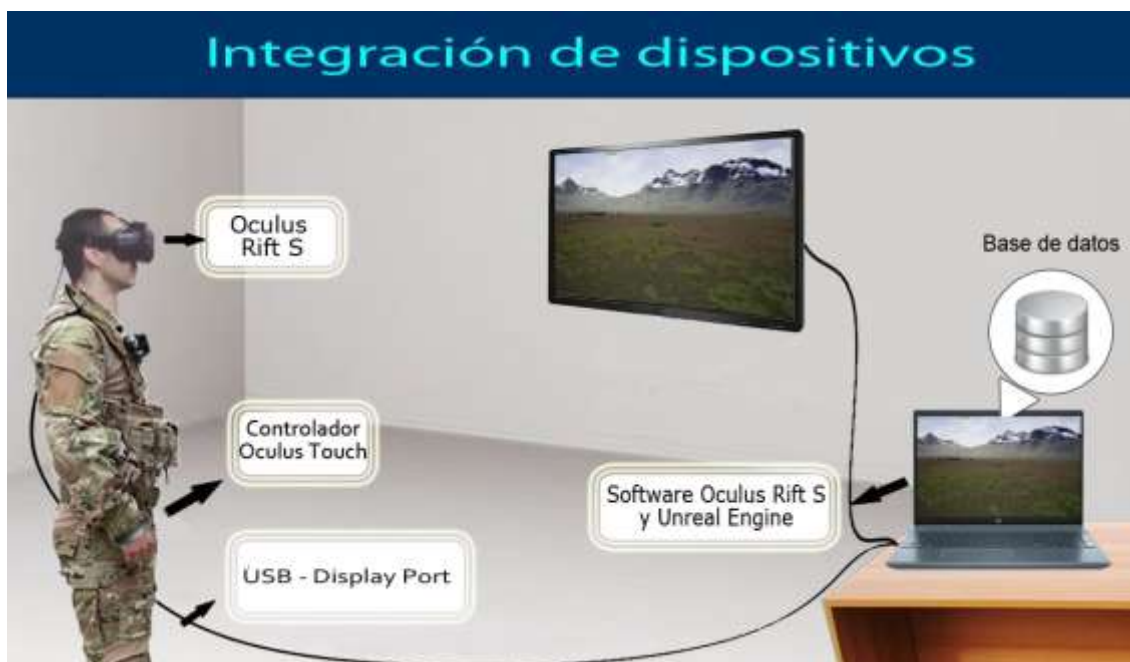 Integración de dispositivos
Oculus
Rift S
Base de datos
Controlador
Oculus Touch
Software Oculus Rift S
y Unreal Engine
USB - Display Port